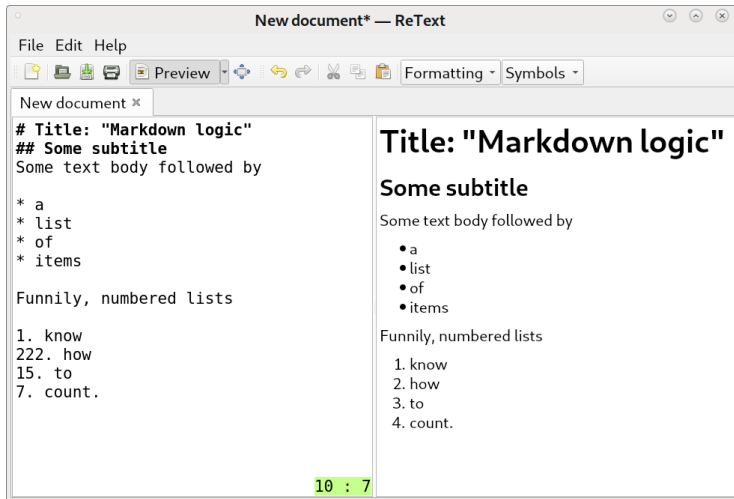 New document* — ReText
File Edit Help
Preview Formatting Symbols
New document
# Title: "Markdown logic"
## Some subtitle
Some text body followed by
* a
* list
* of
* items
Funnily, numbered lists
1. know
222. how
15. to
7. count.
10 : 7
Title: "Markdown logic"
Some subtitle
Some text body followed by
• a
• list
• of
• items
Funnily, numbered lists
1. know
2. how
3. to
4. count.